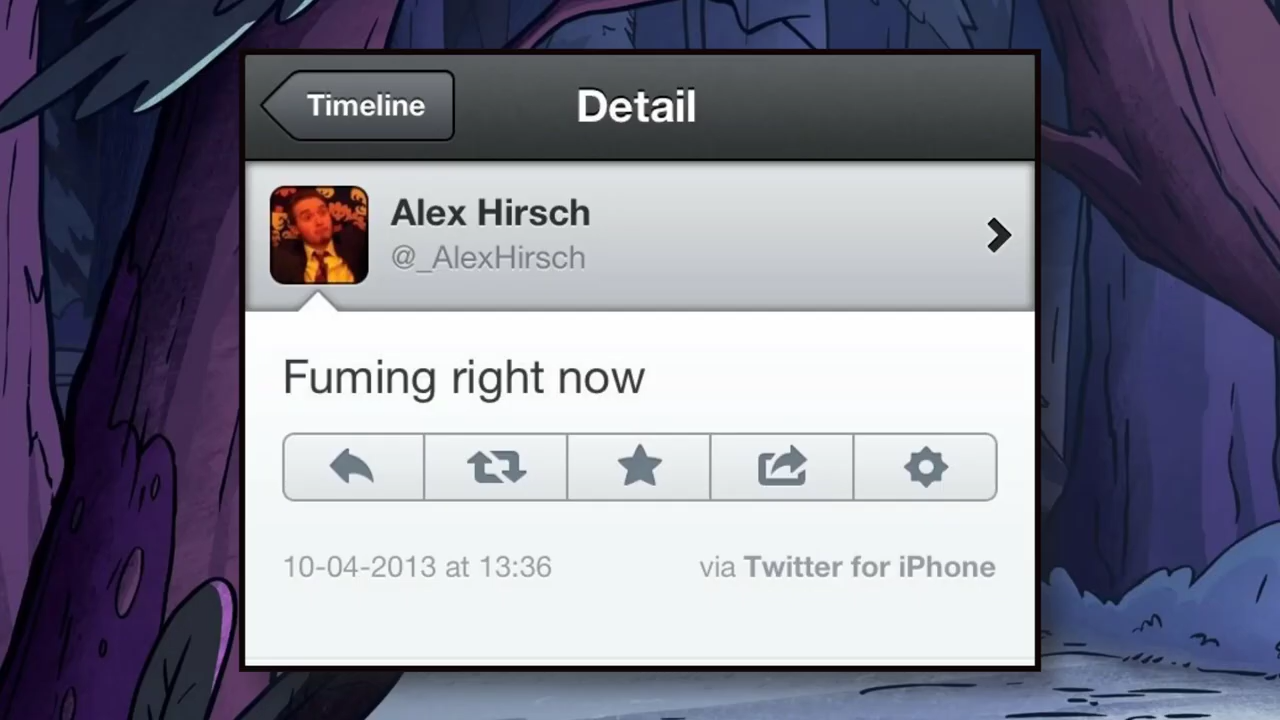 Timeline
Detail
Alex Hirsch
@_AlexHirsch
Fuming right now
10-04-2013 at 13:36
via Twitter for iPhone